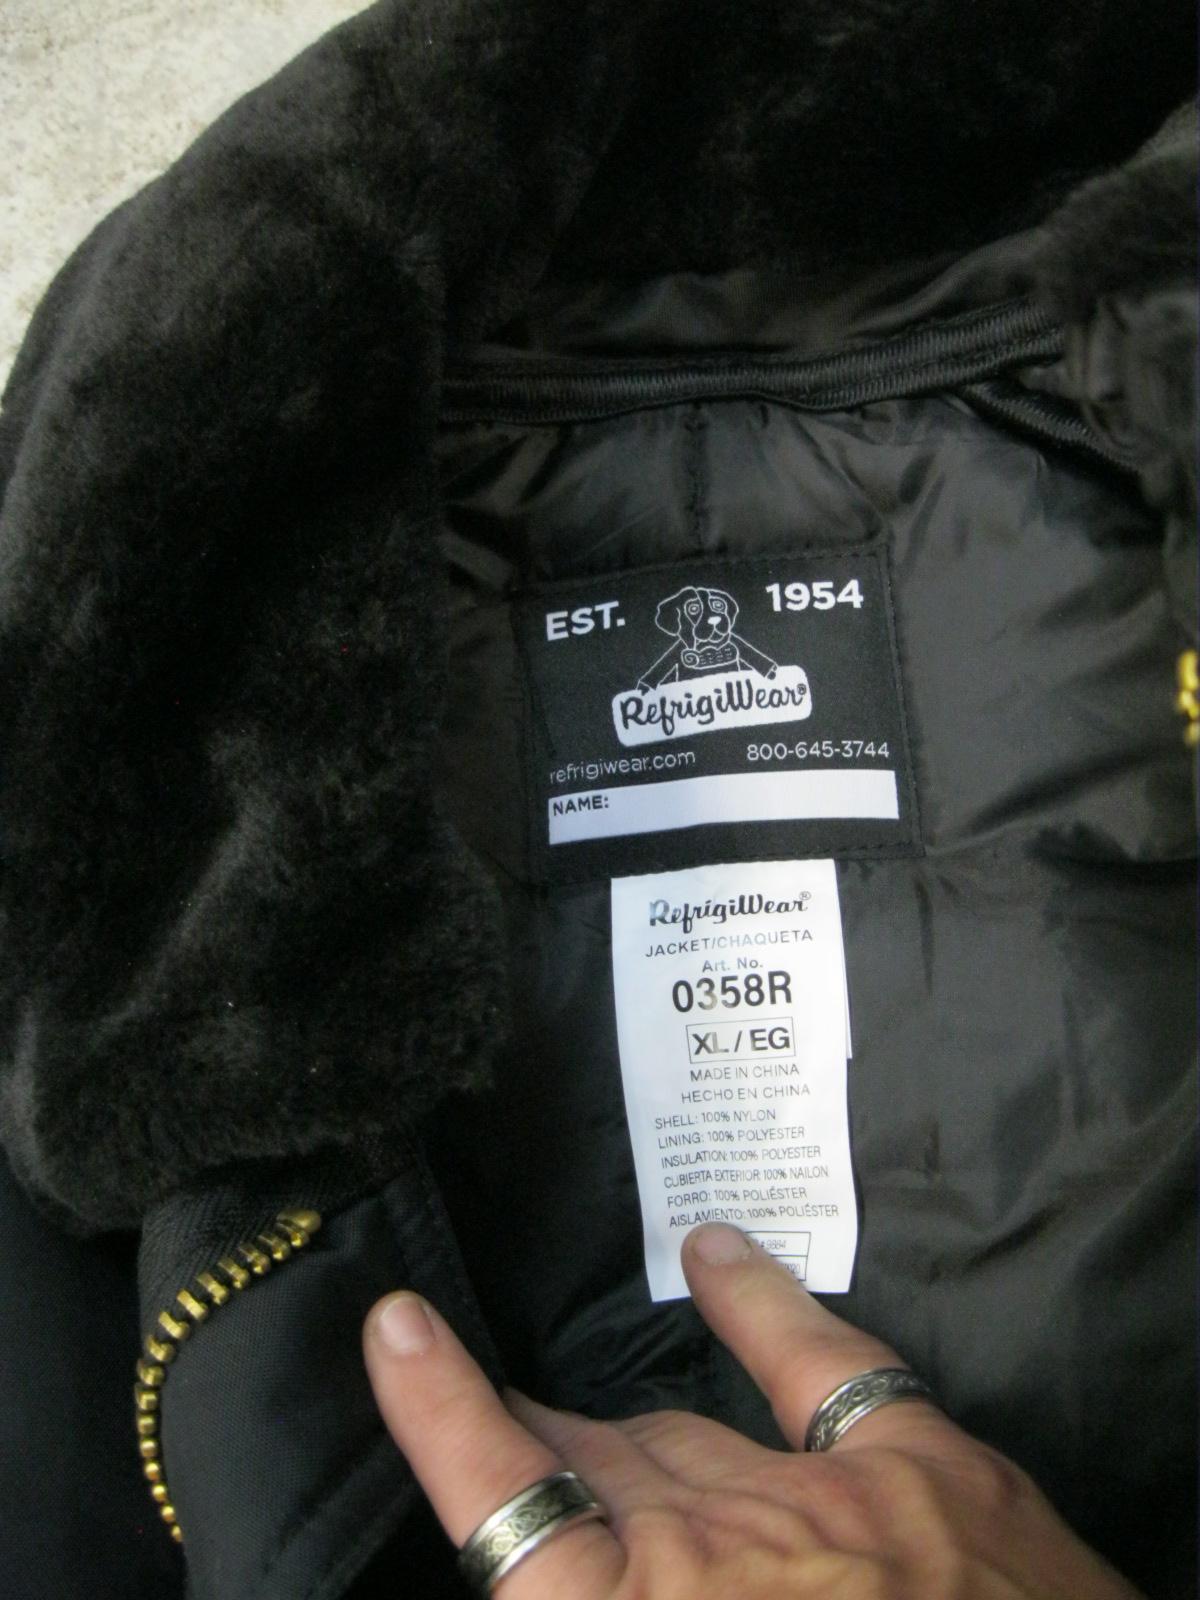 EST. 1954
RefrigiWear®
refrigiwear.com 800-645-3744
NAME:
RefrigiWear®
JACKET/CHAQUETA
Art. No.
0358R
XL / EG
MADE IN CHINA
HECHO EN CHINA
SHELL: 100% NYLON
LINING: 100% POLYESTER
INSULATION: 100% POLYESTER
CUBIERTA EXTERIOR: 100% NAILON
FORRO: 100% POLIÉSTER
AISLAMIENTO: 100% POLIÉSTER